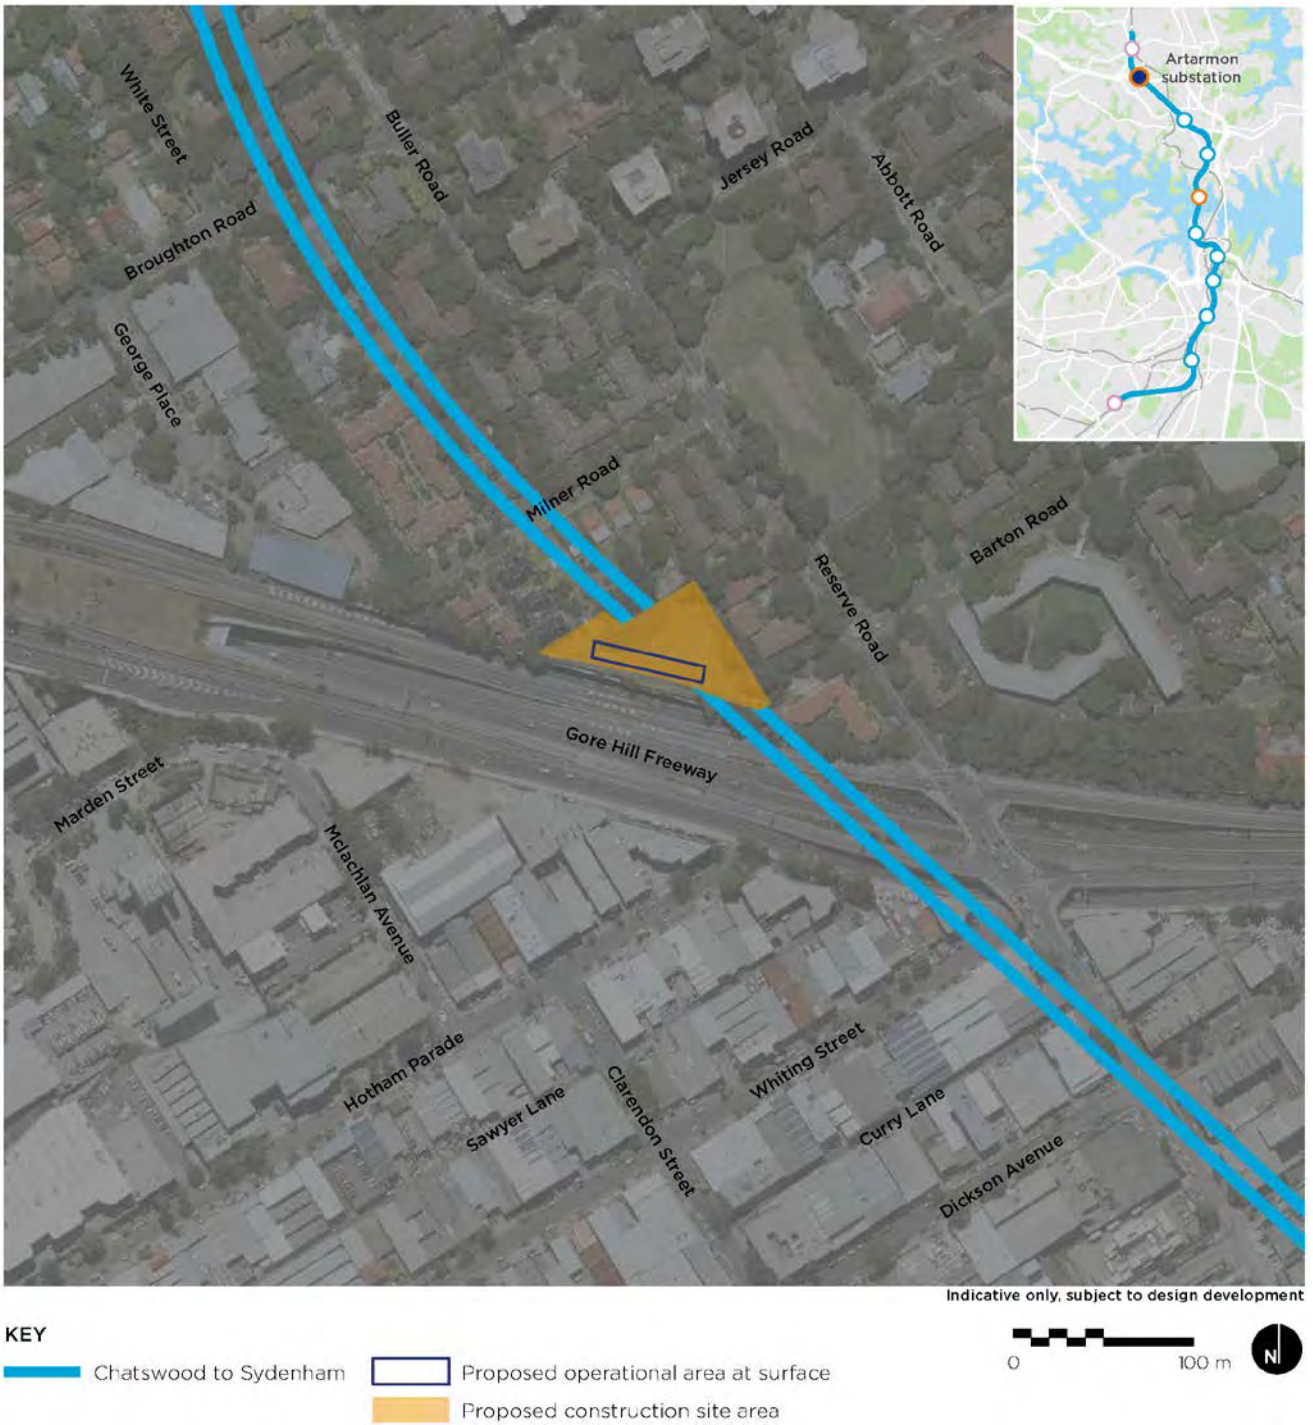 Artarmon
substation
White Street
Buller Road
Jersey Road
Abbott Road
Broughton Road
George Place
Milner Road
Barton Road
Reserve Road
Gore Hill Freeway
Marden Street
Mclachlan Avenue
Hotham Parade
Sawyer Lane
Clarendon Street
Whiting Street
Curry Lane
Dickson Avenue
Indicative only, subject to design development
KEY
Chatswood to Sydenham
Proposed operational area at surface
Proposed construction site area
0 100 m
N